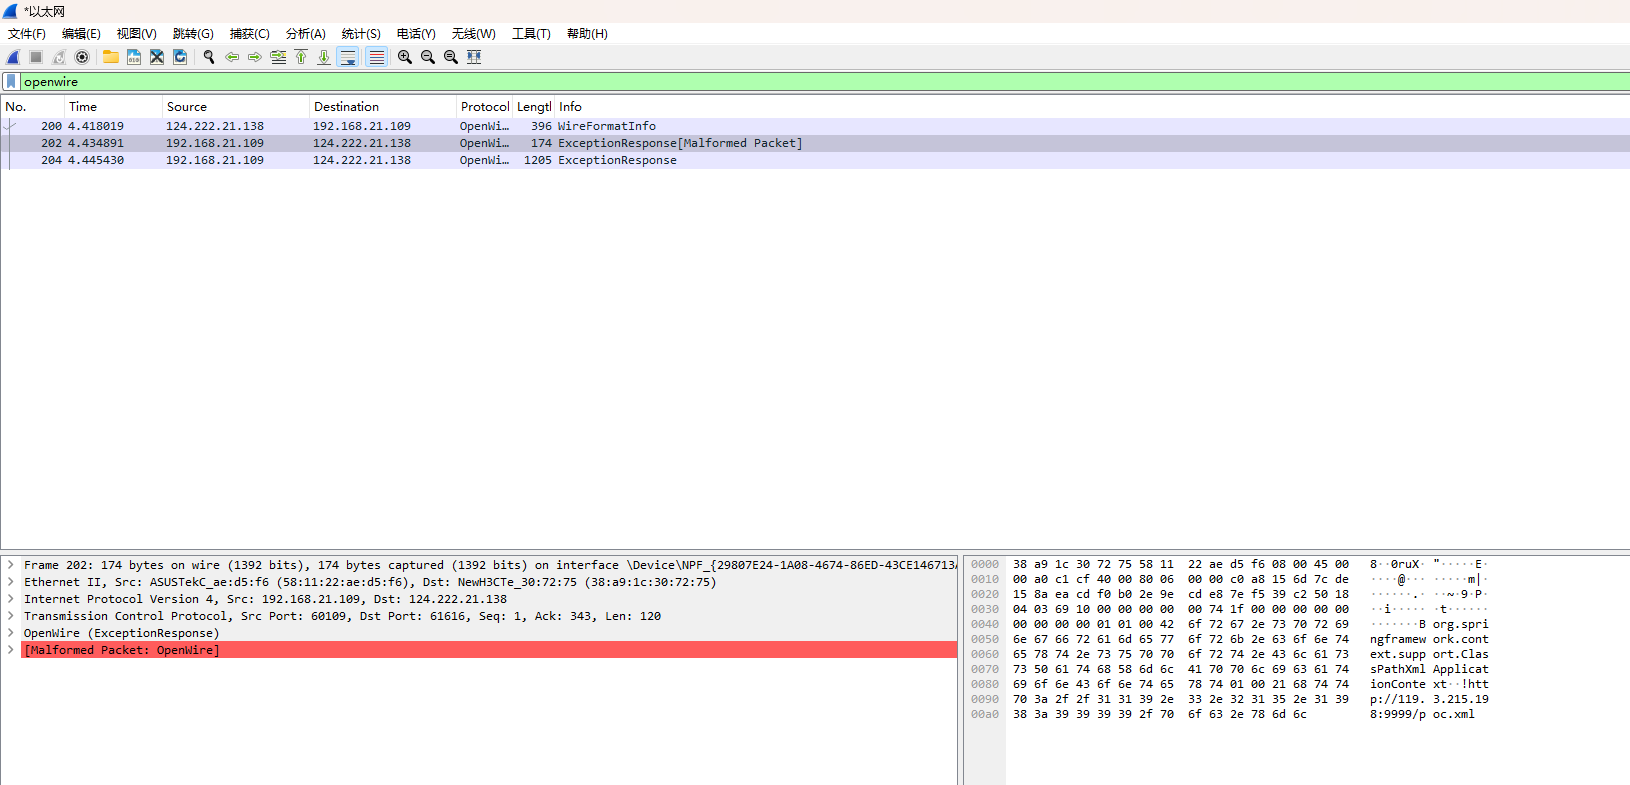 *以太网
文件(F) 编辑(E) 视图(V) 跳转(G) 捕获(C) 分析(A) 统计(S) 电话(Y) 无线(W) 工具(T) 帮助(H)
openwire
No. Time Source Destination Protocol Lengtl Info
200 4.418019 124.222.21.138 192.168.21.109 OpenWi… 396 WireFormatInfo
202 4.434891 192.168.21.109 124.222.21.138 OpenWi… 174 ExceptionResponse[Malformed Packet]
204 4.445430 192.168.21.109 124.222.21.138 OpenWi… 1205 ExceptionResponse
Frame 202: 174 bytes on wire (1392 bits), 174 bytes captured (1392 bits) on interface \Device\NPF_{29807E24-1A08-4674-86ED-43CE146713A
Ethernet II, Src: ASUSTekC_ae:d5:f6 (58:11:22:ae:d5:f6), Dst: NewH3CTe_30:72:75 (38:a9:1c:30:72:75)
Internet Protocol Version 4, Src: 192.168.21.109, Dst: 124.222.21.138
Transmission Control Protocol, Src Port: 60109, Dst Port: 61616, Seq: 1, Ack: 343, Len: 120
OpenWire (ExceptionResponse)
[Malformed Packet: OpenWire]
0000 38 a9 1c 30 72 75 58 11 22 ae d5 f6 08 00 45 00 8··0ruX· "·····E·
0010 00 a0 c1 cf 40 00 80 06 00 00 c0 a8 15 6d 7c de ····@··· ·····m|·
0020 15 8a ea cd f0 b0 2e 9e cd e8 7e f5 39 c2 50 18 ······.· ··~·9·P·
0030 04 03 69 10 00 00 00 00 00 74 1f 00 00 00 00 00 ··i····· ·t······
0040 00 00 00 00 01 01 00 42 6f 72 67 2e 73 70 72 69 ·······B org.spri
0050 6e 67 66 72 61 6d 65 77 6f 72 6b 2e 63 6f 6e 74 ngframew ork.cont
0060 65 78 74 2e 73 75 70 70 6f 72 74 2e 43 6c 61 73 ext.supp ort.Clas
0070 73 50 61 74 68 58 6d 6c 41 70 70 6c 69 63 61 74 sPathXml Applicat
0080 69 6f 6e 43 6f 6e 74 65 78 74 01 00 21 68 74 74 ionConte xt··!htt
0090 70 3a 2f 2f 31 31 39 2e 33 2e 32 31 35 2e 31 39 p://119. 3.215.19
00a0 38 3a 39 39 39 39 2f 70 6f 63 2e 78 6d 6c 8:9999/p oc.xml